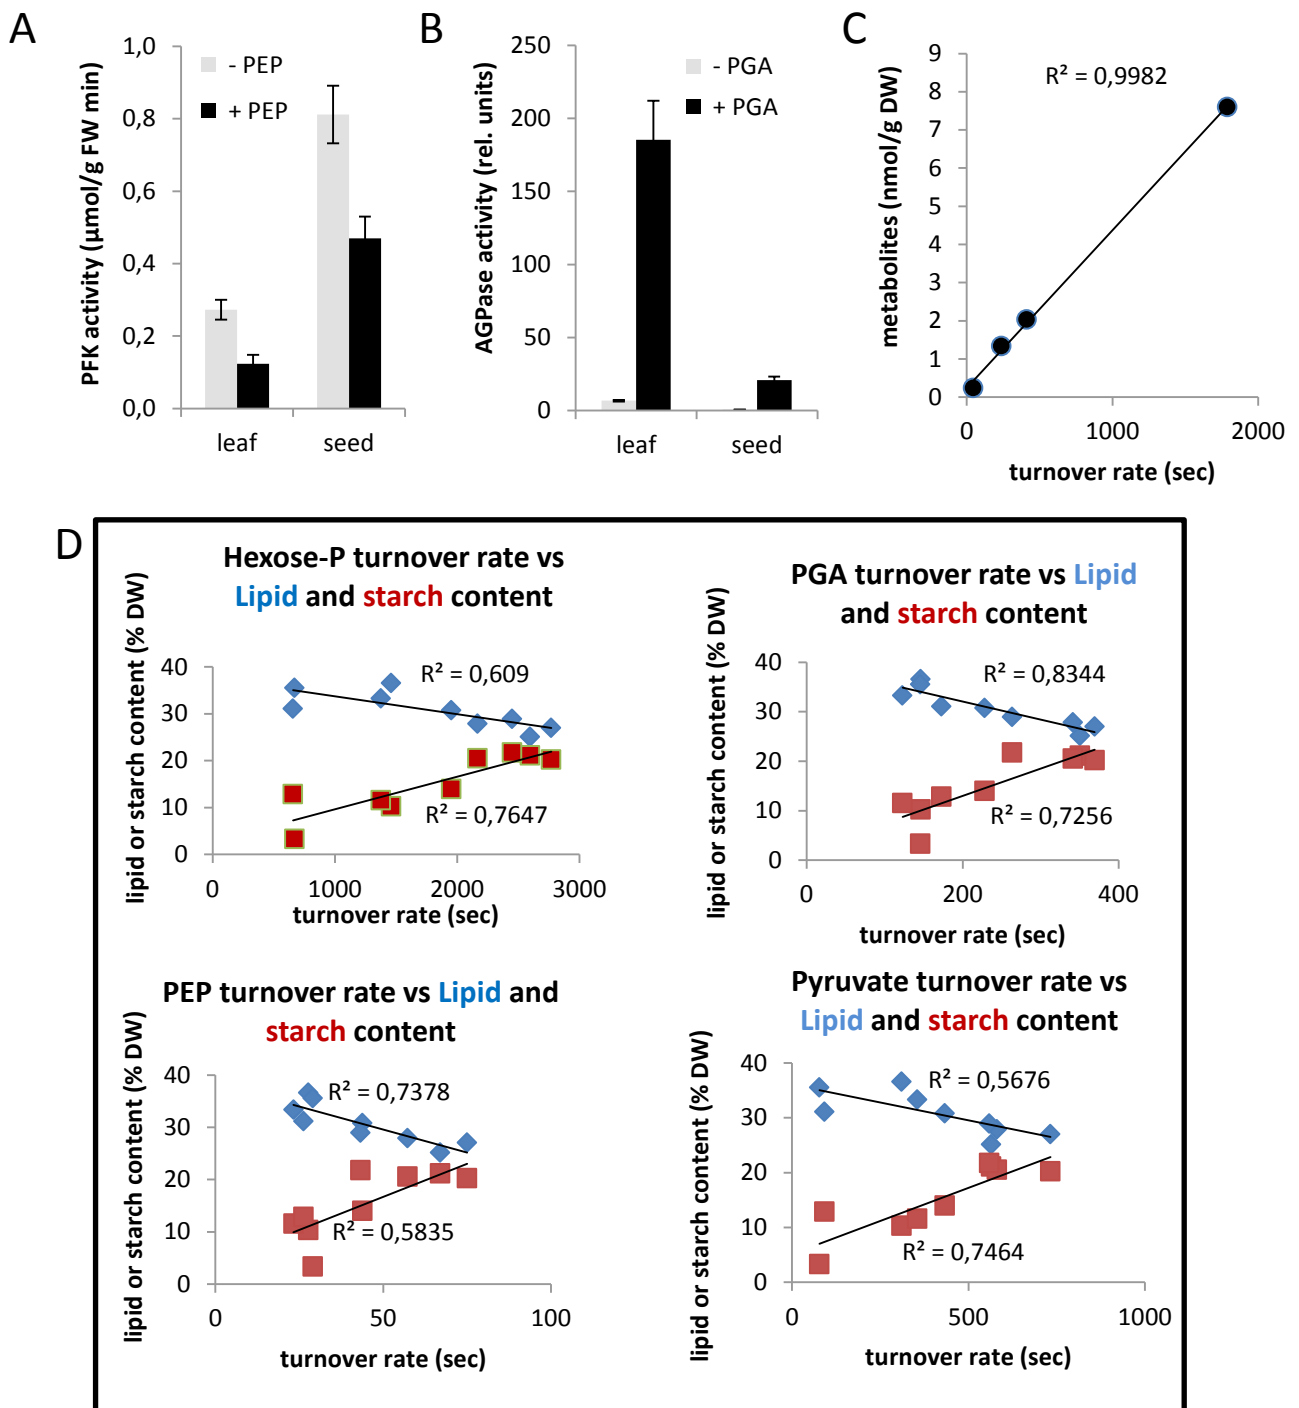 A
PFK activity (µmol/g FW min)
1,0
0,8
0,6
0,4
0,2
0,0
- PEP
+ PEP
leaf seed
B
AGPase activity (rel. units)
250
200
150
100
50
0
- PGA
+ PGA
leaf seed
C
metabolites (nmol/g DW)
9
8
7
6
5
4
3
2
1
0
R² = 0,9982
0 1000 2000
turnover rate (sec)
D
Hexose-P turnover rate vs
Lipid and starch content
lipid or starch content (% DW)
40
30
20
10
0
R² = 0,609
R² = 0,7647
0 1000 2000 3000
turnover rate (sec)
PGA turnover rate vs Lipid
and starch content
lipid or starch content (% DW)
40
30
20
10
0
R² = 0,8344
R² = 0,7256
0 200 400
turnover rate (sec)
PEP turnover rate vs Lipid and
starch content
lipid or starch content (% DW)
40
30
20
10
0
R² = 0,7378
R² = 0,5835
0 50 100
turnover rate (sec)
Pyruvate turnover rate vs
Lipid and starch content
lipid or starch content (% DW)
40
30
20
10
0
R² = 0,5676
R² = 0,7464
0 500 1000
turnover rate (sec)